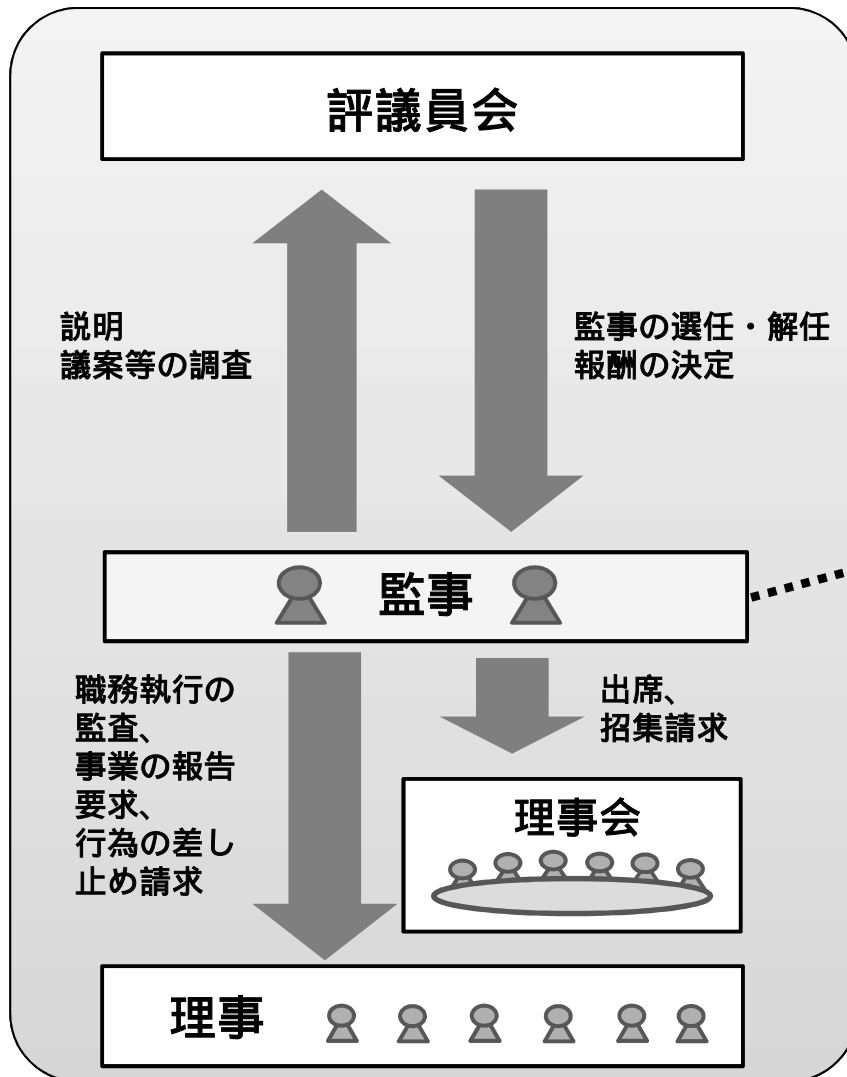 評議員会
説明
議案等の調査
監事の選任・解任
報酬の決定
監事
職務執行の
監査、
事業の報告
要求、
行為の差し
止め請求
出席、
招集請求
理事会
理事